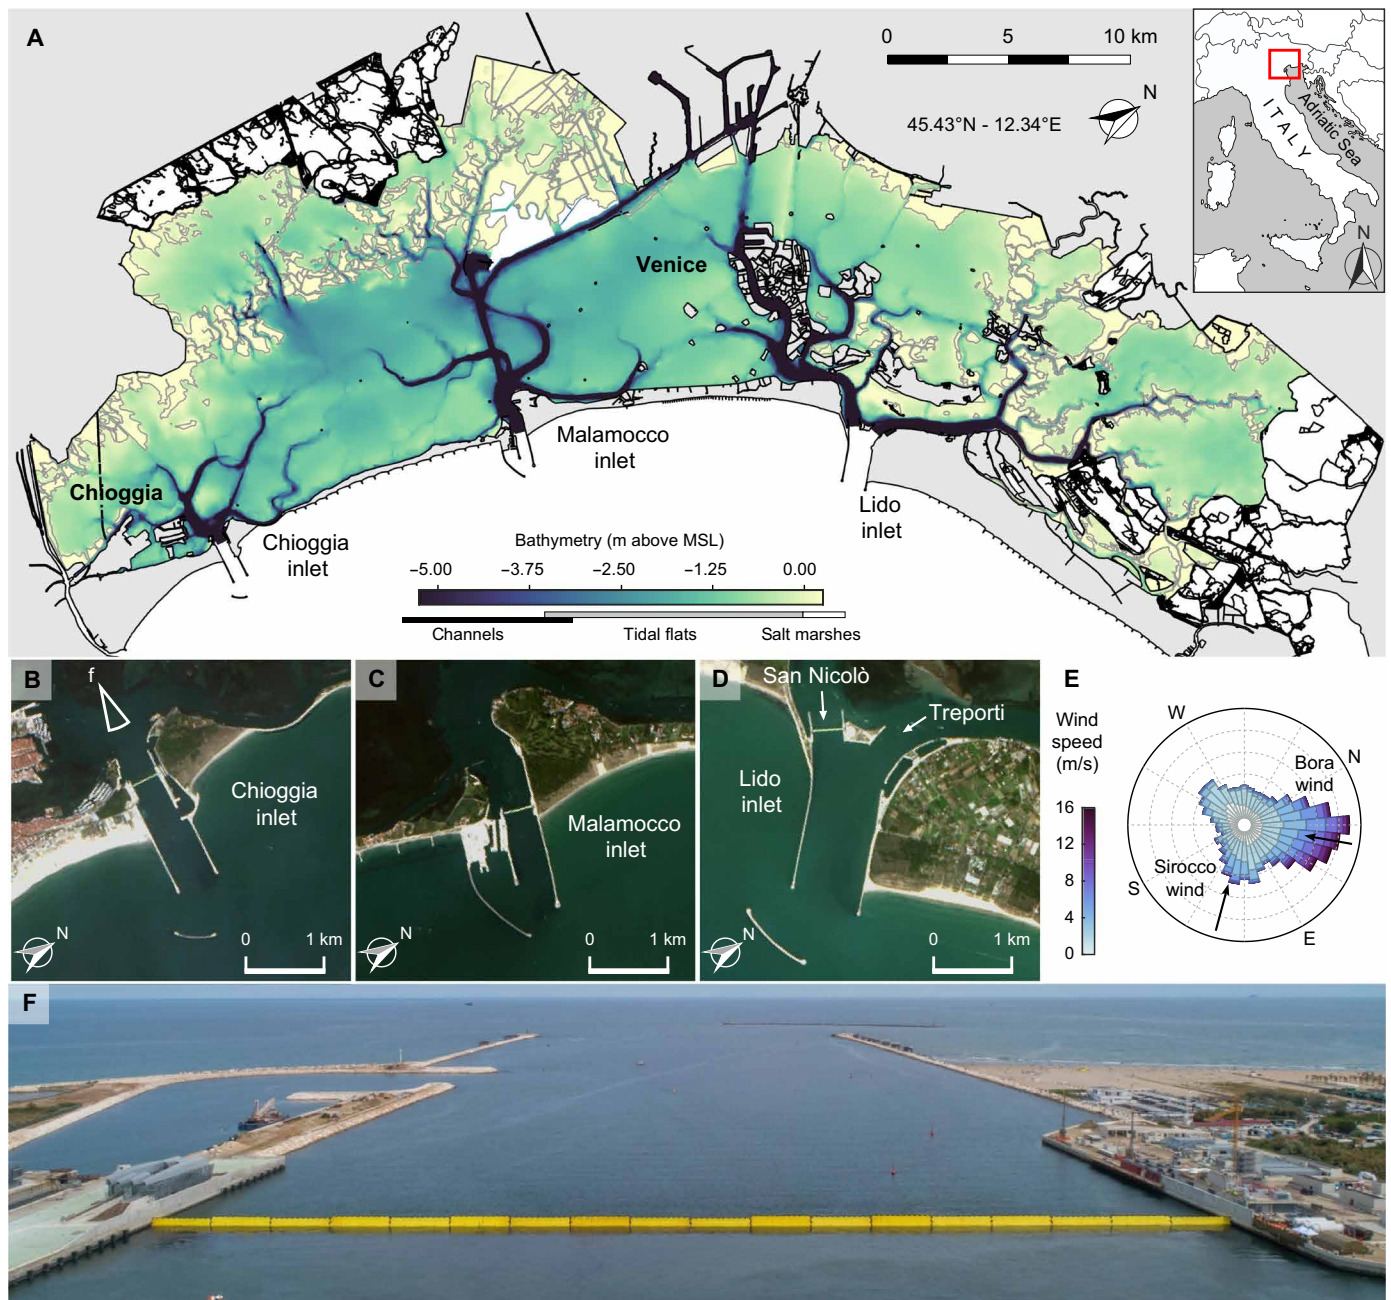 A
0 5 10 km
N
45.43°N - 12.34°E
ITALY
Adriatic Sea
N
Venice
Chioggia
Malamocco
inlet
Lido
inlet
Chioggia
inlet
Bathymetry (m above MSL)
−5.00 −3.75 −2.50 −1.25 0.00
Channels Tidal flats Salt marshes
B
f
Chioggia
inlet
N
0 1 km
C
Malamocco
inlet
N
0 1 km
D
San Nicolò
Treporti
Lido
inlet
N
0 1 km
E
Wind
speed
(m/s)
16
12
8
4
0
W
N
S
E
Bora
wind
Sirocco
wind
F